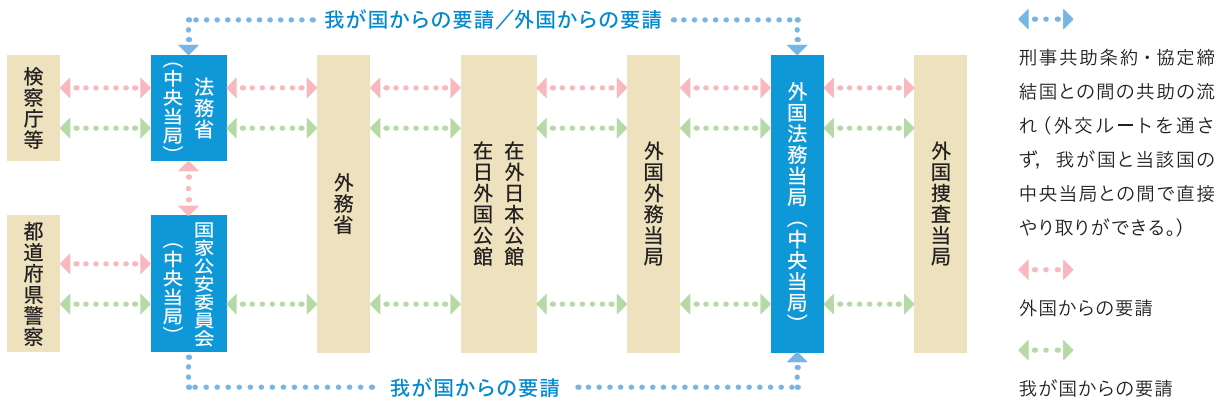 我が国からの要請／外国からの要請
検察庁等
法務省
（中央当局）
都道府県警察
国家公安委員会
（中央当局）
外務省
在外日本公館
在日外国公館
外国外務当局
外国法務当局（中央当局）
外国捜査当局
我が国からの要請
刑事共助条約・協定締
結国との間の共助の流
れ（外交ルートを通さ
ず，我が国と当該国の
中央当局との間で直接
やり取りができる。）
外国からの要請
我が国からの要請